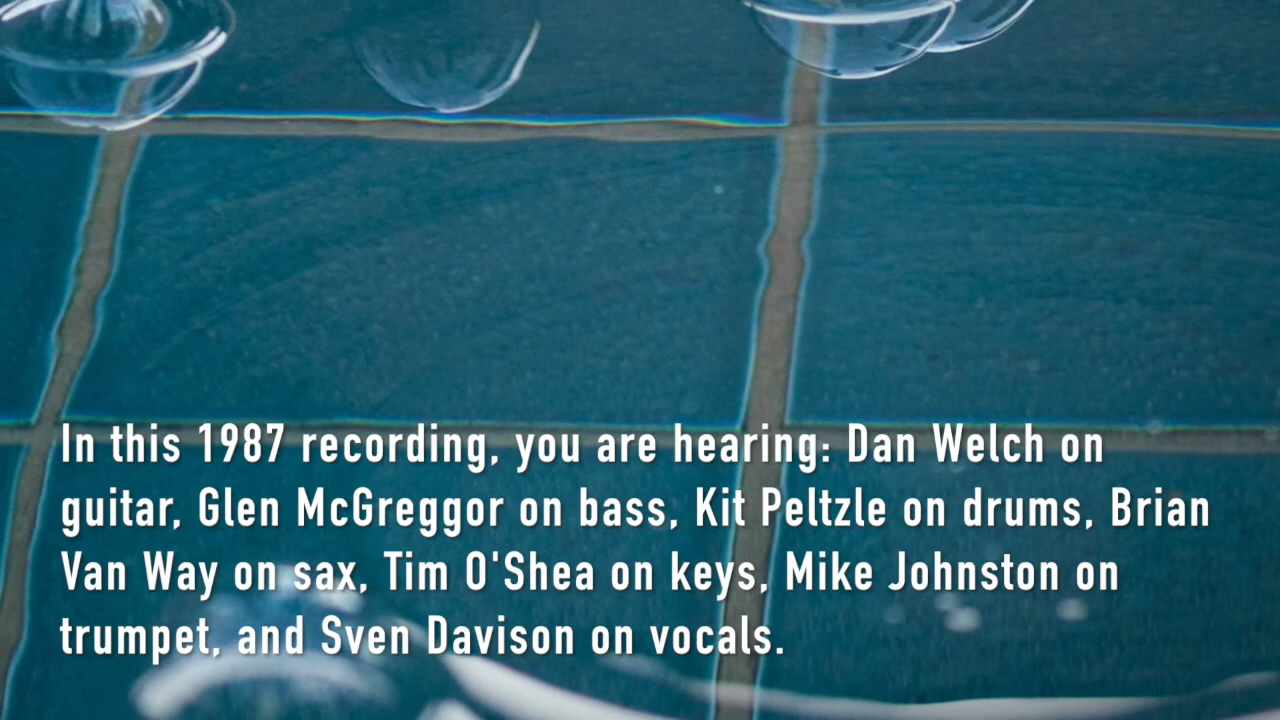 In this 1987 recording, you are hearing: Dan Welch on
guitar, Glen McGreggor on bass, Kit Peltzle on drums, Brian
Van Way on sax, Tim O'Shea on keys, Mike Johnston on
trumpet, and Sven Davison on vocals.